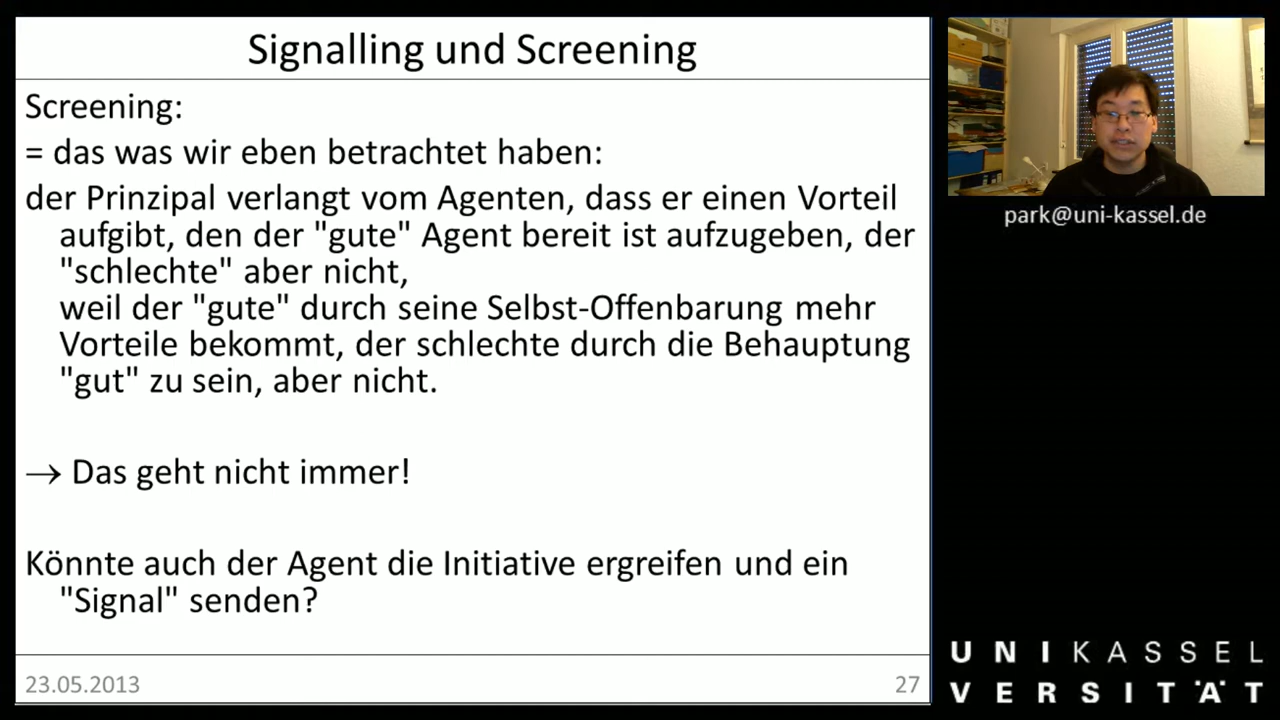 Signalling und Screening
Screening:
= das was wir eben betrachtet haben:
der Prinzipal verlangt vom Agenten, dass er einen Vorteil
aufgibt, den der "gute" Agent bereit ist aufzugeben, der
"schlechte" aber nicht,
weil der "gute" durch seine Selbst-Offenbarung mehr
Vorteile bekommt, der schlechte durch die Behauptung
"gut" zu sein, aber nicht.
→ Das geht nicht immer!
Könnte auch der Agent die Initiative ergreifen und ein
"Signal" senden?
23.05.2013
27
park@uni-kassel.de
UNIKASSEL
VERSITÄT